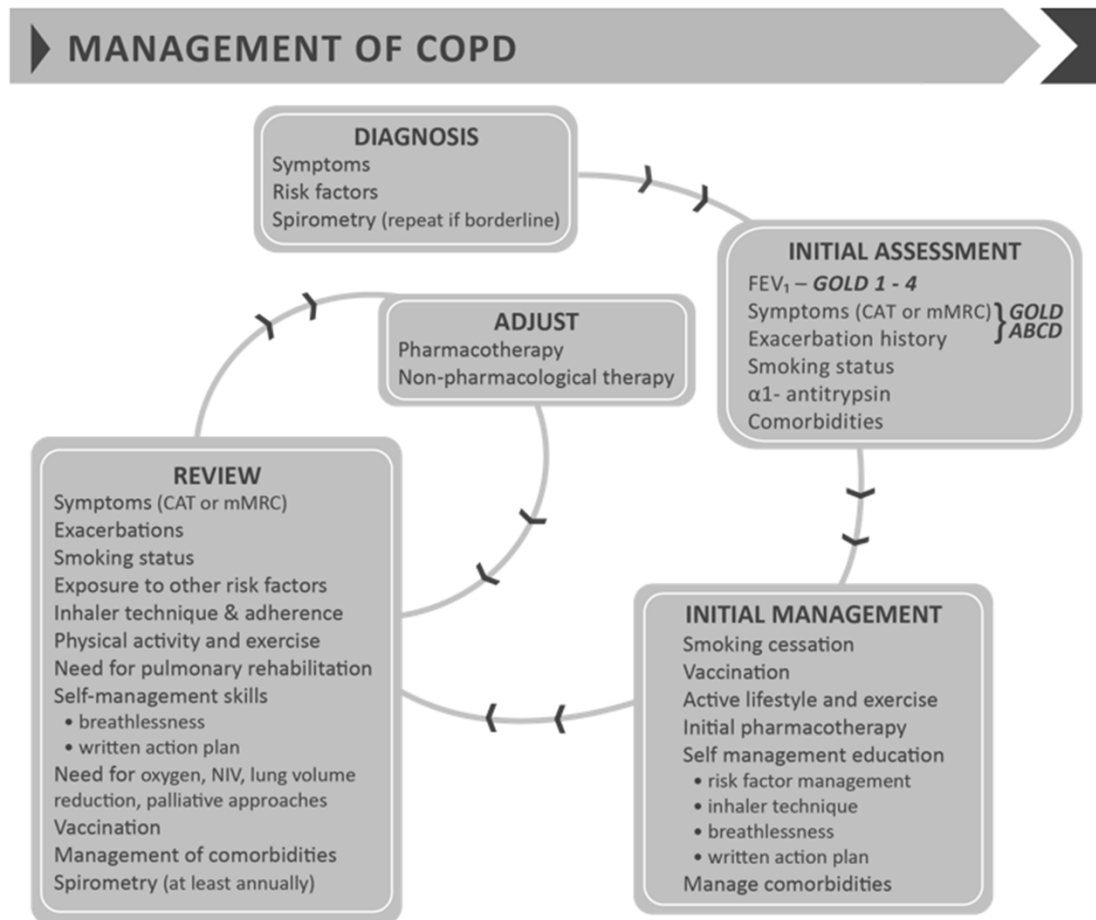 MANAGEMENT OF COPD
DIAGNOSIS
Symptoms
Risk factors
Spirometry (repeat if borderline)
INITIAL ASSESSMENT
FEV₁ – GOLD 1 - 4
Symptoms (CAT or mMRC)
Exacerbation history
} GOLD
ABCD
Smoking status
α1- antitrypsin
Comorbidities
INITIAL MANAGEMENT
Smoking cessation
Vaccination
Active lifestyle and exercise
Initial pharmacotherapy
Self management education
• risk factor management
• inhaler technique
• breathlessness
• written action plan
Manage comorbidities
REVIEW
Symptoms (CAT or mMRC)
Exacerbations
Smoking status
Exposure to other risk factors
Inhaler technique & adherence
Physical activity and exercise
Need for pulmonary rehabilitation
Self-management skills
• breathlessness
• written action plan
Need for oxygen, NIV, lung volume
reduction, palliative approaches
Vaccination
Management of comorbidities
Spirometry (at least annually)
ADJUST
Pharmacotherapy
Non-pharmacological therapy